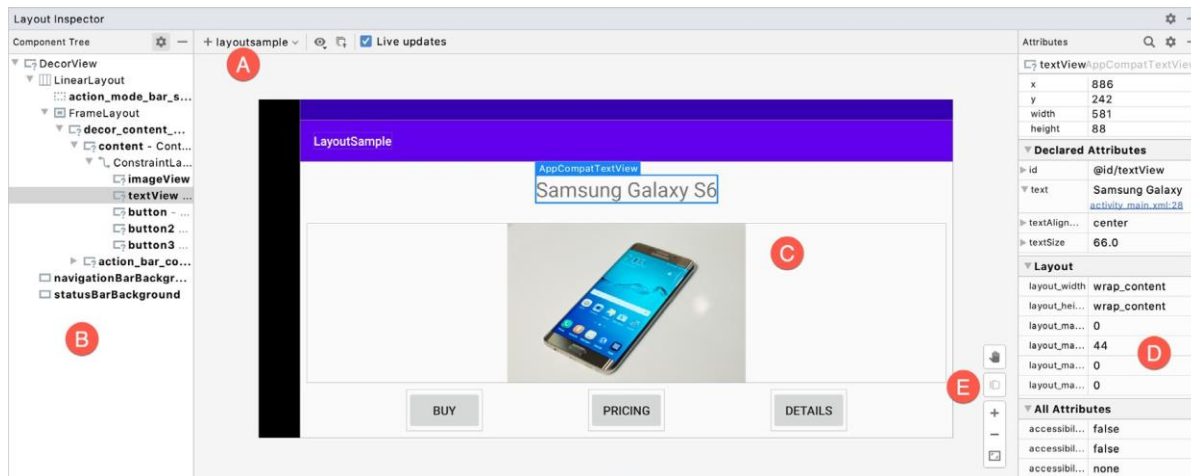 Layout Inspector
Component Tree
+ layoutsample
Live updates
Attributes
A
DecorView
LinearLayout
action_mode_bar_s...
FrameLayout
decor_content_...
content - Cont...
ConstraintLa...
imageView
textView ...
button - ...
button2 ...
button3 ...
action_bar_co...
navigationBarBackgr...
statusBarBackground
B
LayoutSample
AppCompatTextView
Samsung Galaxy S6
C
BUY
PRICING
DETAILS
E
+
−
textView AppCompatTextView
x 886
y 242
width 581
height 88
Declared Attributes
id @id/textView
text Samsung Galaxy
activity_main.xml:28
textAlign... center
textSize 66.0
Layout
layout_width wrap_content
layout_hei... wrap_content
layout_ma... 0
layout_ma... 44
layout_ma... 0
layout_ma... 0
D
All Attributes
accessibil... false
accessibil... false
accessibil... none